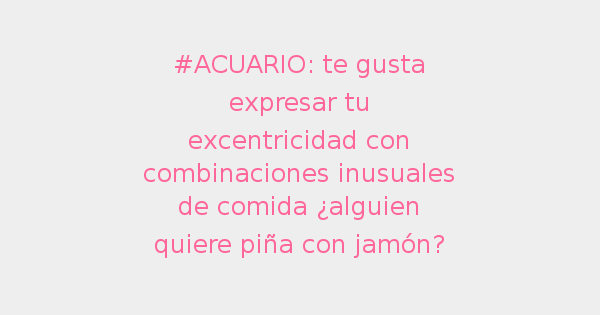 #ACUARIO: te gusta
expresar tu
excentricidad con
combinaciones inusuales
de comida ¿alguien
quiere piña con jamón?